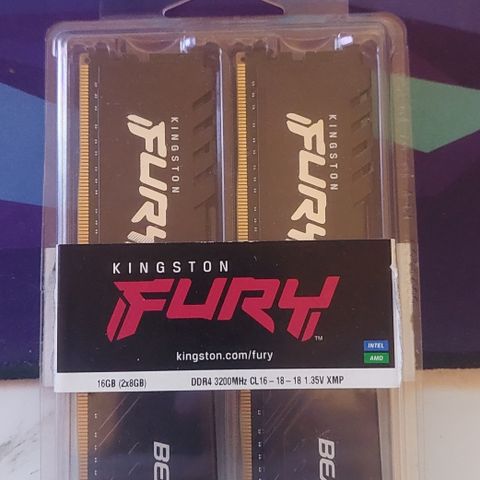 KINGSTON
FURY
KINGSTON
FURY
KINGSTON
FURY™
kingston.com/fury
INTEL
AMD
16GB (2x8GB)
DDR4 3200MHz CL16-18-18 1.35V XMP